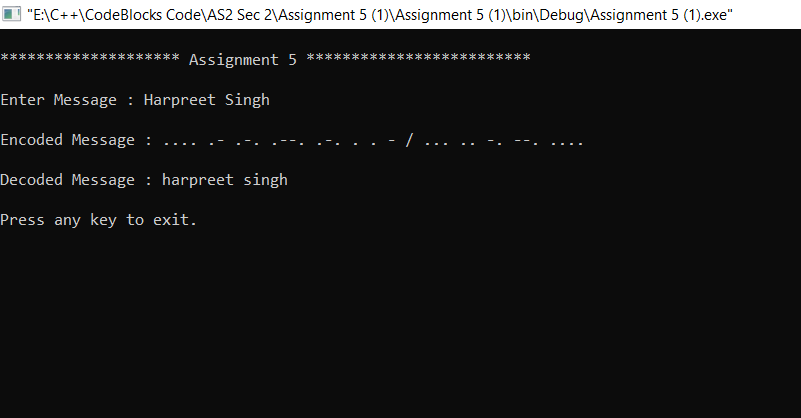 "E:\C++\CodeBlocks Code\AS2 Sec 2\Assignment 5 (1)\Assignment 5 (1)\bin\Debug\Assignment 5 (1).exe"
******************** Assignment 5 *************************
Enter Message : Harpreet Singh
Encoded Message : .... .- .-. .--. .-. . . - / ... .. -. --. ....
Decoded Message : harpreet singh
Press any key to exit.